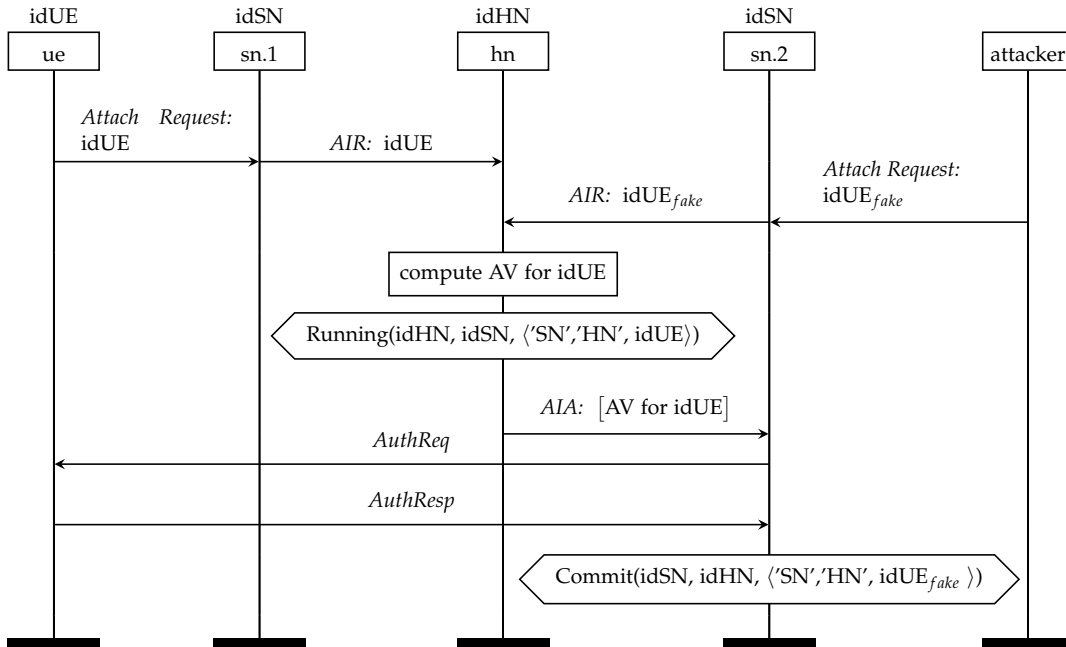 idUE idSN idHN idSN
ue sn.1 hn sn.2 attacker
Attach Request:
idUE
AIR: idUE
Attach Request:
idUE_fake
AIR: idUE_fake
compute AV for idUE
Running(idHN, idSN, ⟨'SN','HN', idUE⟩)
AIA: [AV for idUE]
AuthReq
AuthResp
Commit(idSN, idHN, ⟨'SN','HN', idUE_fake ⟩)